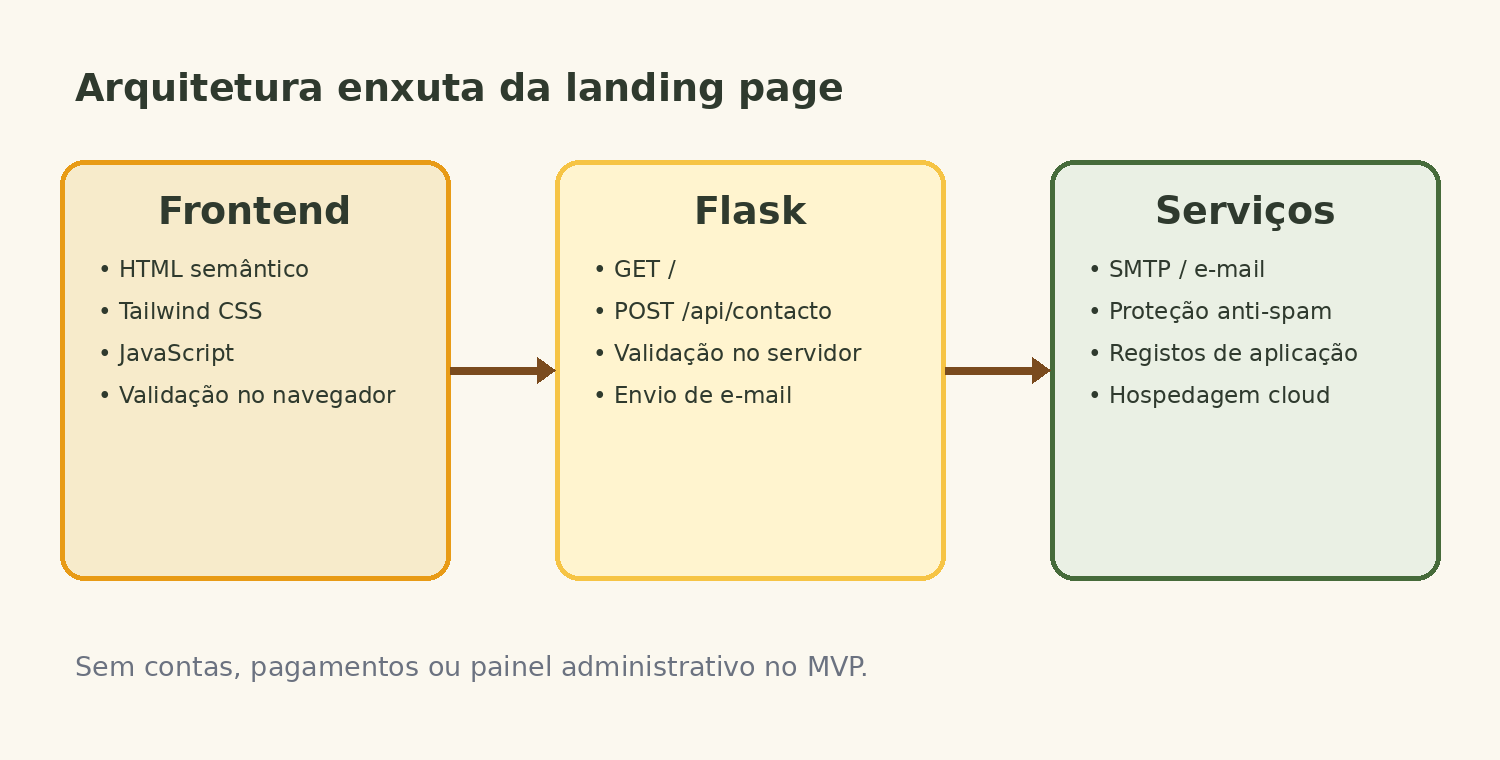 Arquitetura enxuta da landing page
Frontend
• HTML semântico
• Tailwind CSS
• JavaScript
• Validação no navegador
Flask
• GET /
• POST /api/contacto
• Validação no servidor
• Envio de e-mail
Serviços
• SMTP / e-mail
• Proteção anti-spam
• Registos de aplicação
• Hospedagem cloud
Sem contas, pagamentos ou painel administrativo no MVP.